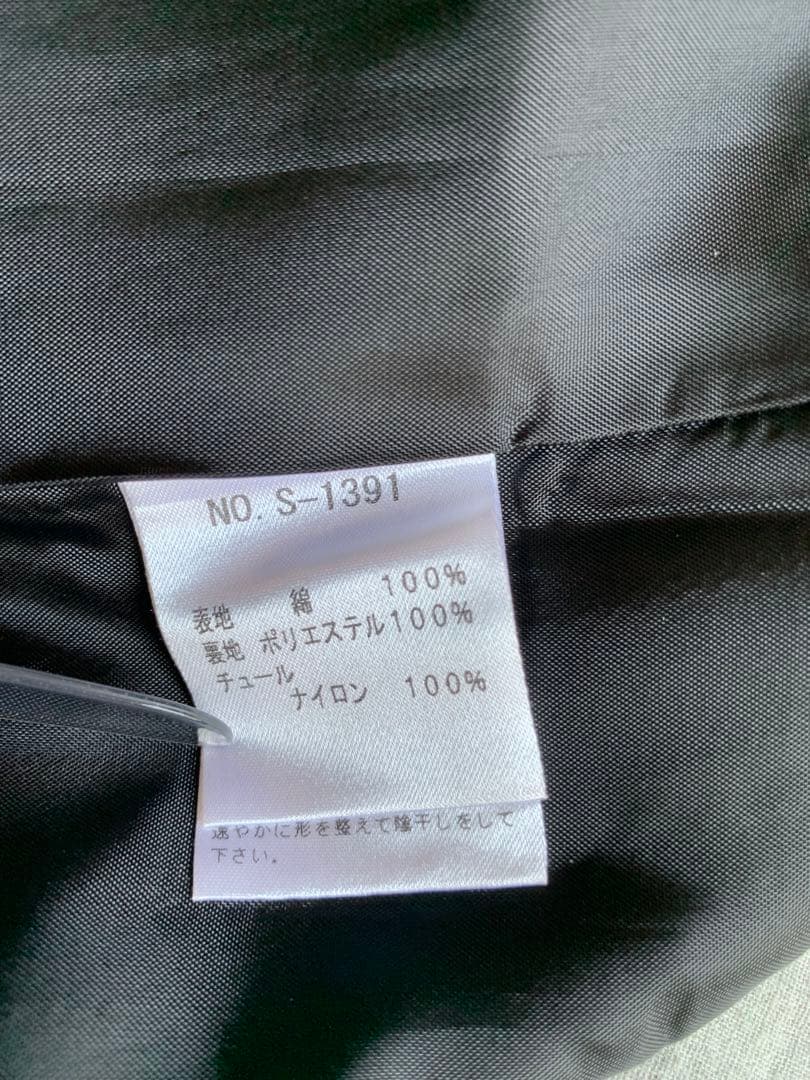 NO. S-1391
表地 綿 100%
裏地 ポリエステル100%
チュール
ナイロン 100%
速やかに形を整えて陰干しをして
下さい。